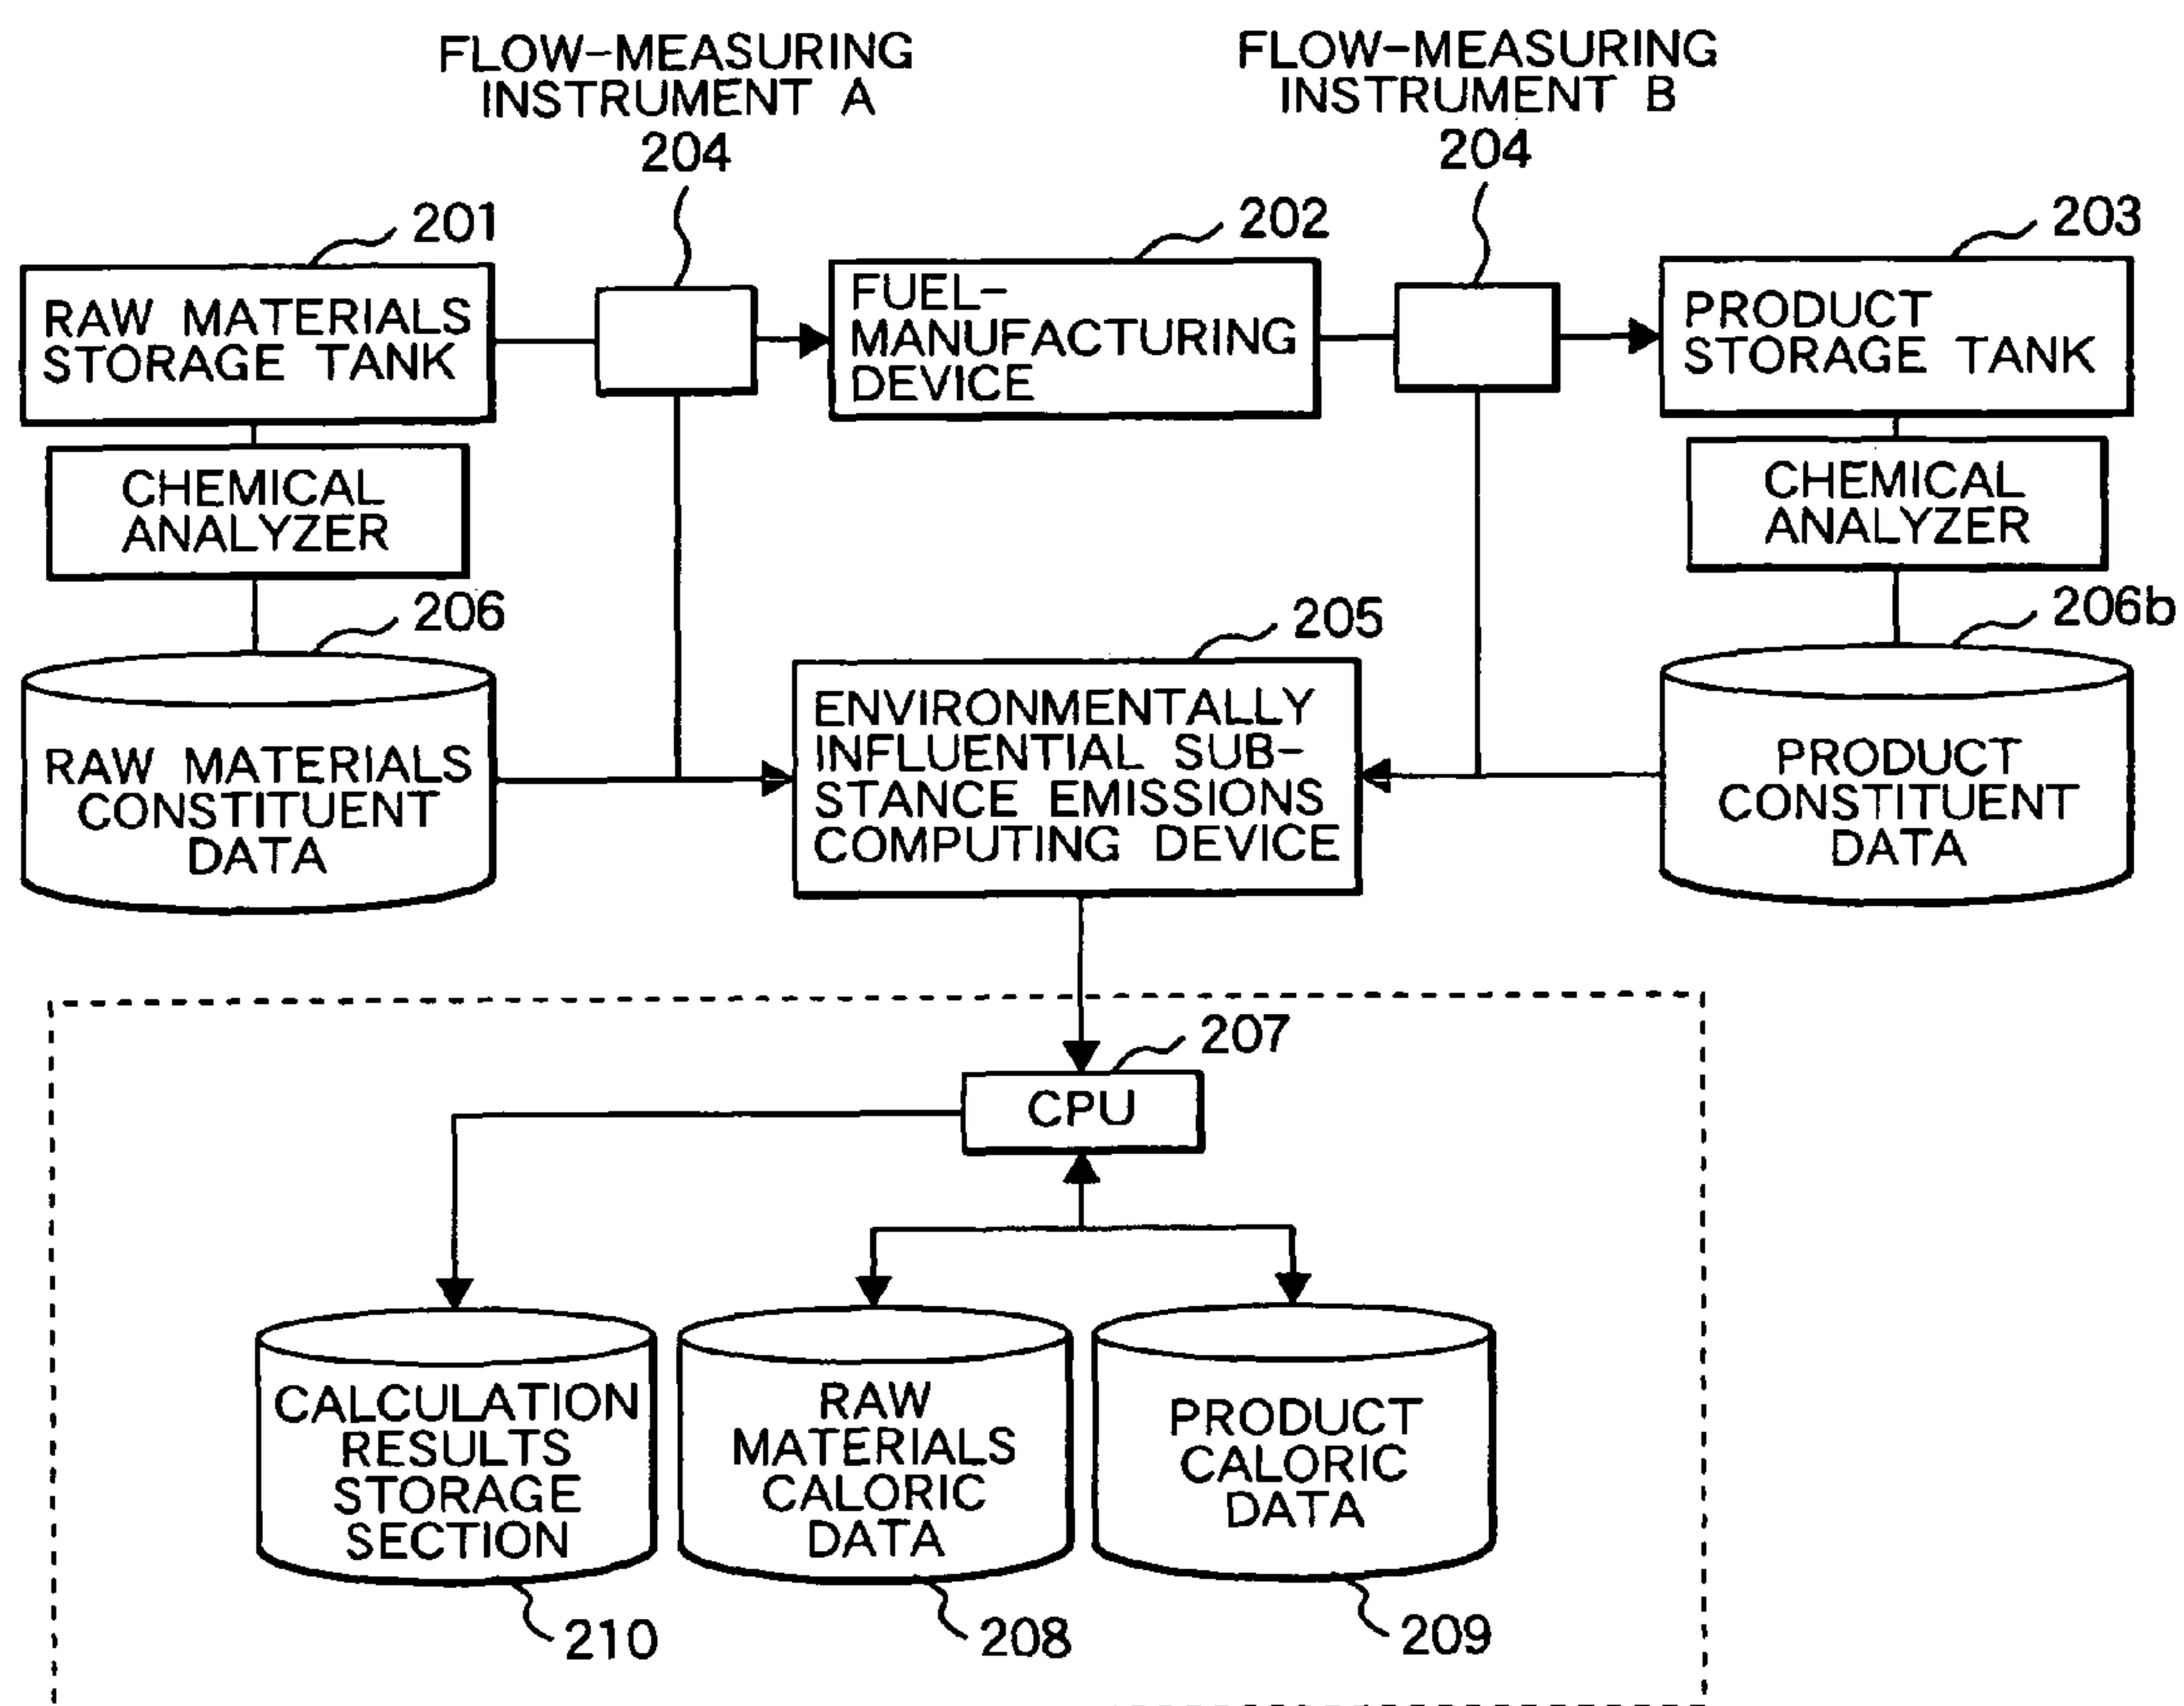 FLOW-MEASURING
INSTRUMENT A
204
FLOW-MEASURING
INSTRUMENT B
204
201
RAW MATERIALS
STORAGE TANK
202
FUEL-
MANUFACTURING
DEVICE
203
PRODUCT
STORAGE TANK
CHEMICAL
ANALYZER
CHEMICAL
ANALYZER
206
RAW MATERIALS
CONSTITUENT
DATA
205
ENVIRONMENTALLY
INFLUENTIAL SUB-
STANCE EMISSIONS
COMPUTING DEVICE
206b
PRODUCT
CONSTITUENT
DATA
207
CPU
CALCULATION
RESULTS
STORAGE
SECTION
210
RAW
MATERIALS
CALORIC
DATA
208
PRODUCT
CALORIC
DATA
209